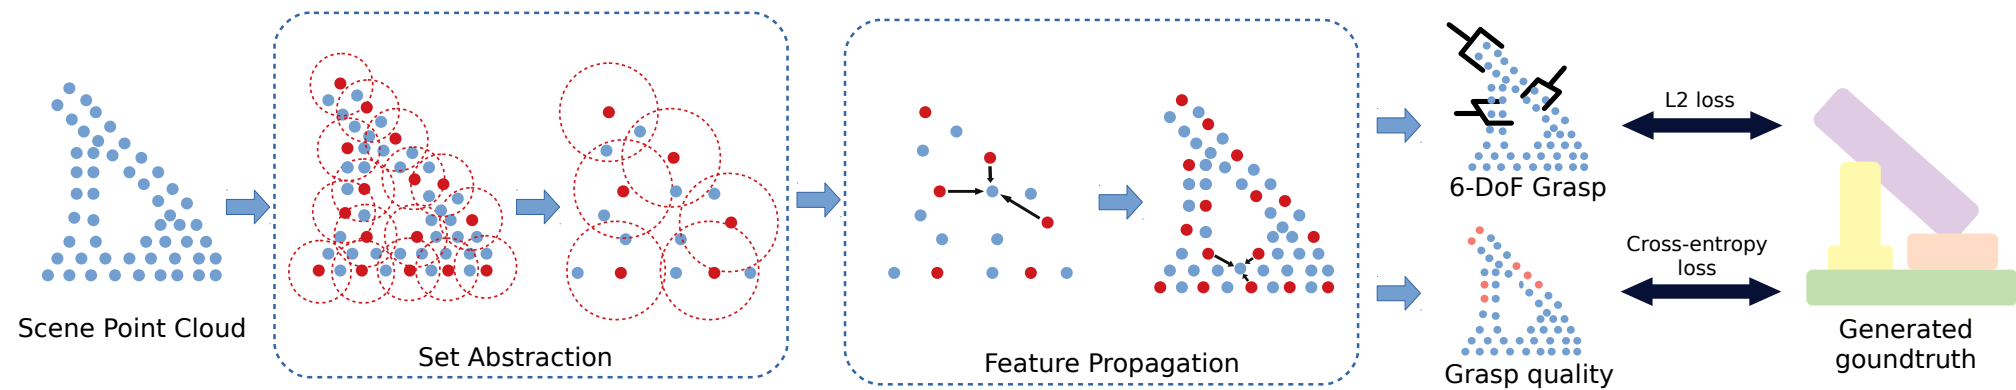 Scene Point Cloud
Set Abstraction
Feature Propagation
6-DoF Grasp
Grasp quality
L2 loss
Cross-entropy
loss
Generated
goundtruth